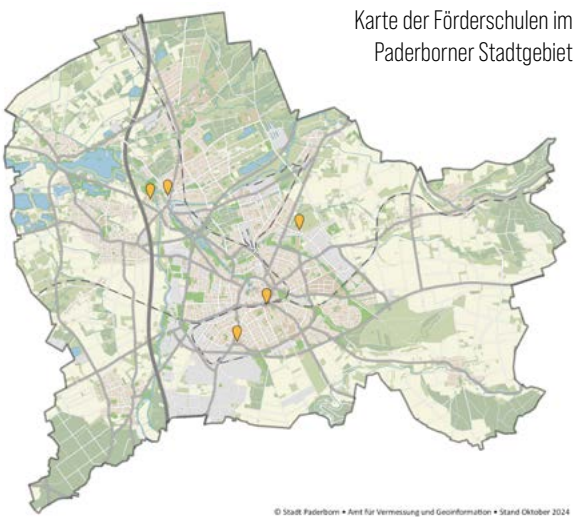 Karte der Förderschulen im
Paderborner Stadtgebiet
© Stadt Paderborn • Amt für Vermessung und Geoinformation • Stand Oktober 2024